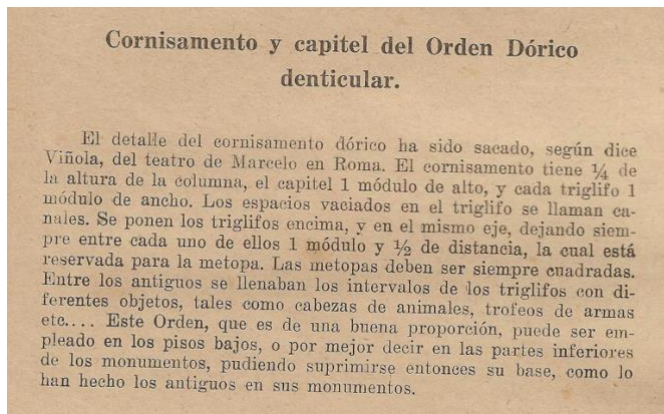 Cornisamento y capitel del Orden Dórico
denticular.
El detalle del cornisamento dórico ha sido sacado, según dice
Viñola, del teatro de Marcelo en Roma. El cornisamento tiene ¼ de
la altura de la columna, el capitel 1 módulo de alto, y cada triglifo 1
módulo de ancho. Los espacios vaciados en el triglifo se llaman ca-
nales. Se ponen los triglifos encima, y en el mismo eje, dejando siem-
pre entre cada uno de ellos 1 módulo y ½ de distancia, la cual está
reservada para la metopa. Las metopas deben ser siempre cuadradas.
Entre los antiguos se llenaban los intervalos de los triglifos con di-
ferentes objetos, tales como cabezas de animales, trofeos de armas
etc.... Este Orden, que es de una buena proporción, puede ser em-
pleado en los pisos bajos, o por mejor decir en las partes inferiores
de los monumentos, pudiendo suprimirse entonces su base, como lo
han hecho los antiguos en sus monumentos.